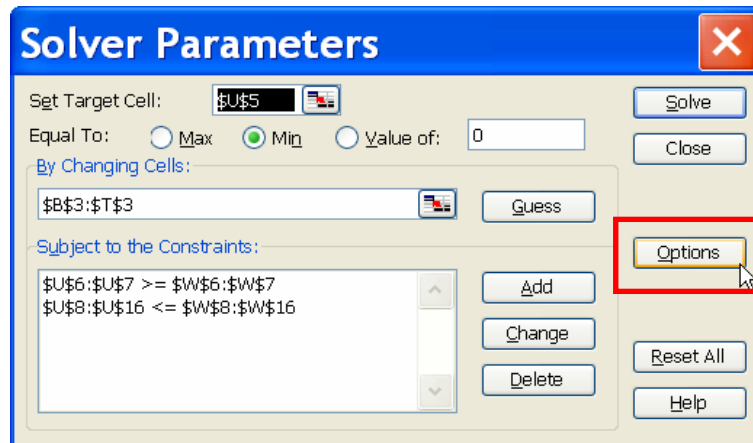 Solver Parameters
Set Target Cell: $U$5
Solve
Equal To: Max Min Value of: 0
Close
By Changing Cells:
$B$3:$T$3
Guess
Subject to the Constraints:
Options
$U$6:$U$7 >= $W$6:$W$7
Add
$U$8:$U$16 <= $W$8:$W$16
Change
Reset All
Delete
Help